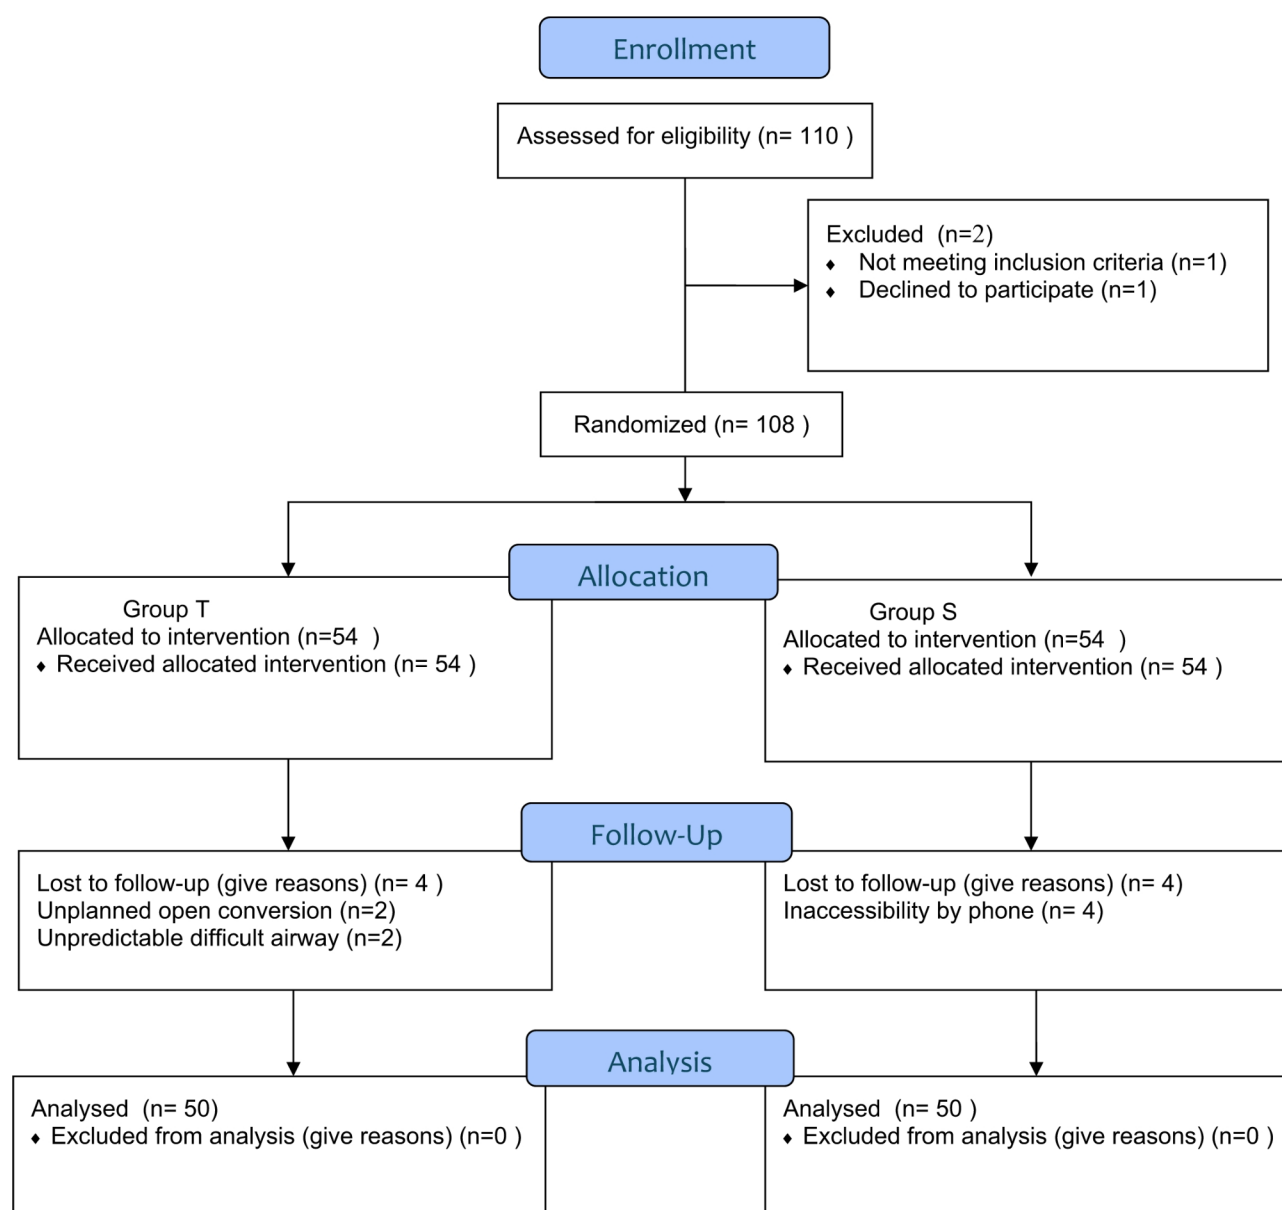 Enrollment
Assessed for eligibility (n= 110 )
Excluded (n=2)
♦ Not meeting inclusion criteria (n=1)
♦ Declined to participate (n=1)
Randomized (n= 108 )
Allocation
Group T
Allocated to intervention (n=54 )
♦ Received allocated intervention (n= 54 )
Group S
Allocated to intervention (n=54 )
♦ Received allocated intervention (n= 54 )
Follow-Up
Lost to follow-up (give reasons) (n= 4 )
Unplanned open conversion (n=2)
Unpredictable difficult airway (n=2)
Lost to follow-up (give reasons) (n= 4)
Inaccessibility by phone (n= 4)
Analysis
Analysed (n= 50)
♦ Excluded from analysis (give reasons) (n=0 )
Analysed (n= 50 )
♦ Excluded from analysis (give reasons) (n=0 )